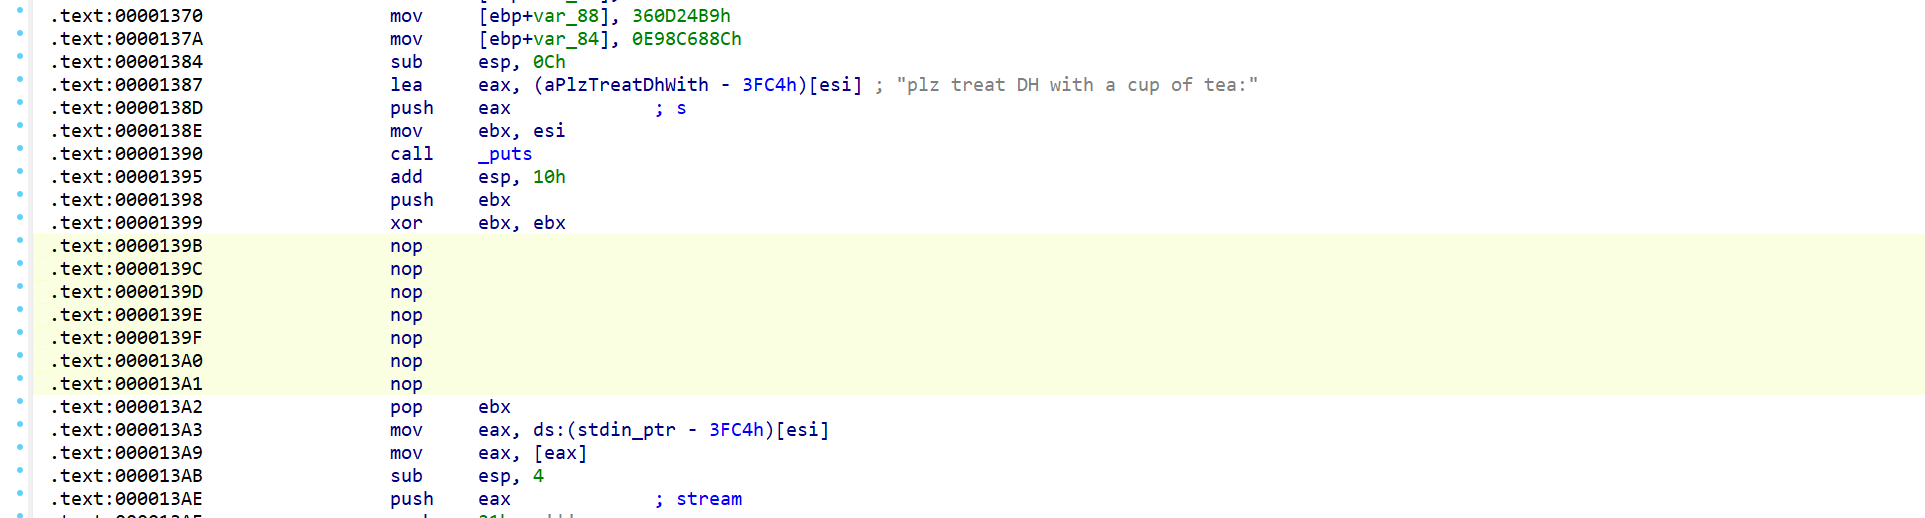 .text:00001370 mov [ebp+var_88], 360D24B9h
.text:0000137A mov [ebp+var_84], 0E98C688Ch
.text:00001384 sub esp, 0Ch
.text:00001387 lea eax, (aPlzTreatDhWith - 3FC4h)[esi] ; "plz treat DH with a cup of tea:"
.text:0000138D push eax ; s
.text:0000138E mov ebx, esi
.text:00001390 call _puts
.text:00001395 add esp, 10h
.text:00001398 push ebx
.text:00001399 xor ebx, ebx
.text:0000139B nop
.text:0000139C nop
.text:0000139D nop
.text:0000139E nop
.text:0000139F nop
.text:000013A0 nop
.text:000013A1 nop
.text:000013A2 pop ebx
.text:000013A3 mov eax, ds:(stdin_ptr - 3FC4h)[esi]
.text:000013A9 mov eax, [eax]
.text:000013AB sub esp, 4
.text:000013AE push eax ; stream